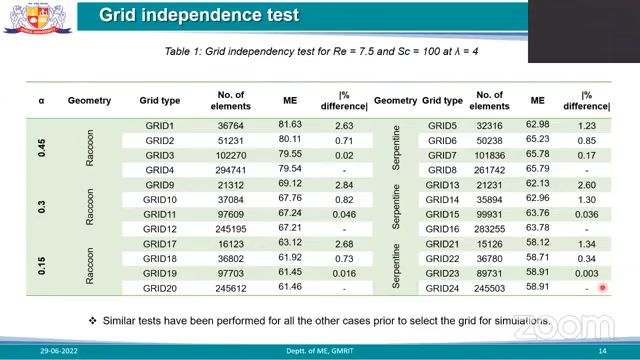 Grid independence test
Table 1: Grid independency test for Re = 7.5 and Sc = 100 at λ = 4
α Geometry Grid type No. of elements ME |% difference| Geometry Grid type No. of elements ME |% difference|
0.45 Raccoon GRID1 36764 81.63 2.63 Serpentine GRID5 32316 62.98 1.23
GRID2 51231 80.11 0.71 GRID6 50238 65.23 0.85
GRID3 102270 79.55 0.02 GRID7 101836 65.78 0.17
GRID4 294741 79.54 - GRID8 261742 65.79 -
0.3 Raccoon GRID9 21312 69.12 2.84 Serpentine GRID13 21231 62.13 2.60
GRID10 37084 67.76 0.82 GRID14 35894 62.96 1.30
GRID11 97609 67.24 0.046 GRID15 99931 63.76 0.036
GRID12 245195 67.21 - GRID16 283255 63.78 -
0.15 Raccoon GRID17 16123 63.12 2.68 Serpentine GRID21 15126 58.12 1.34
GRID18 36802 61.92 0.73 GRID22 36780 58.71 0.34
GRID19 97703 61.45 0.016 GRID23 89731 58.91 0.003
GRID20 245612 61.46 - GRID24 245503 58.91 -
❖ Similar tests have been performed for all the other cases prior to select the grid for simulations.
zoom
29-06-2022 Deptt. of ME, GMRIT 14